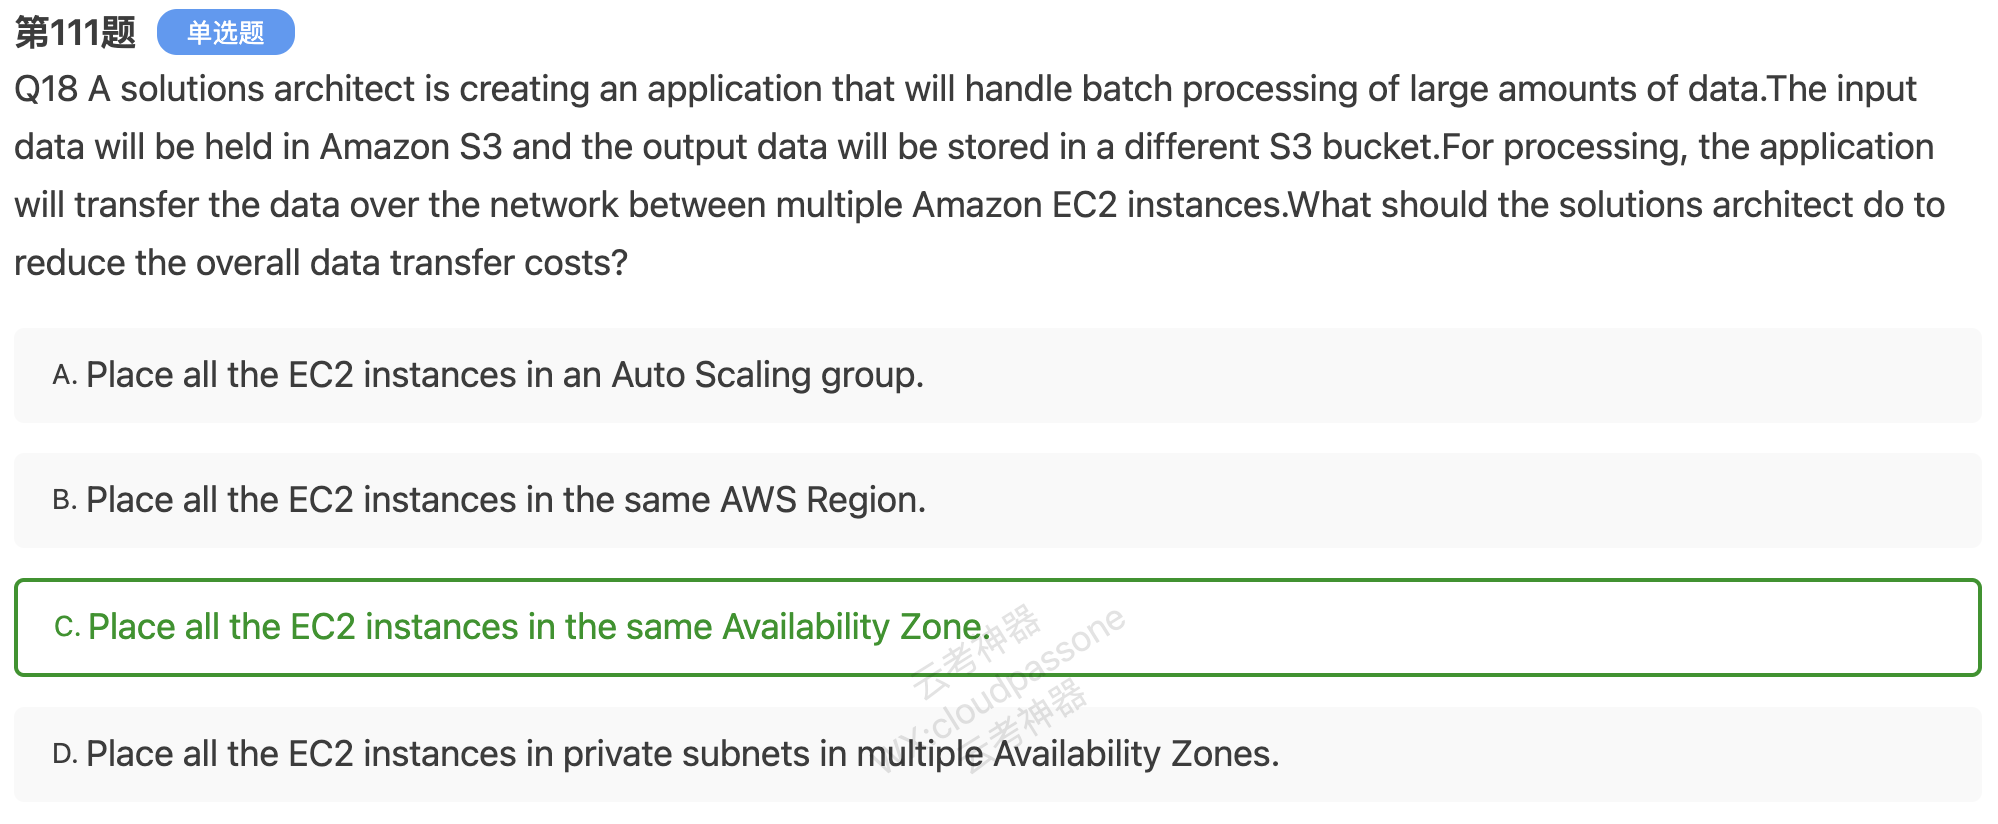 第111题 单选题
Q18 A solutions architect is creating an application that will handle batch processing of large amounts of data.The input
data will be held in Amazon S3 and the output data will be stored in a different S3 bucket.For processing, the application
will transfer the data over the network between multiple Amazon EC2 instances.What should the solutions architect do to
reduce the overall data transfer costs?
A. Place all the EC2 instances in an Auto Scaling group.
B. Place all the EC2 instances in the same AWS Region.
C. Place all the EC2 instances in the same Availability Zone.
云考神器
WX:cloudpassone
云考神器
D. Place all the EC2 instances in private subnets in multiple Availability Zones.